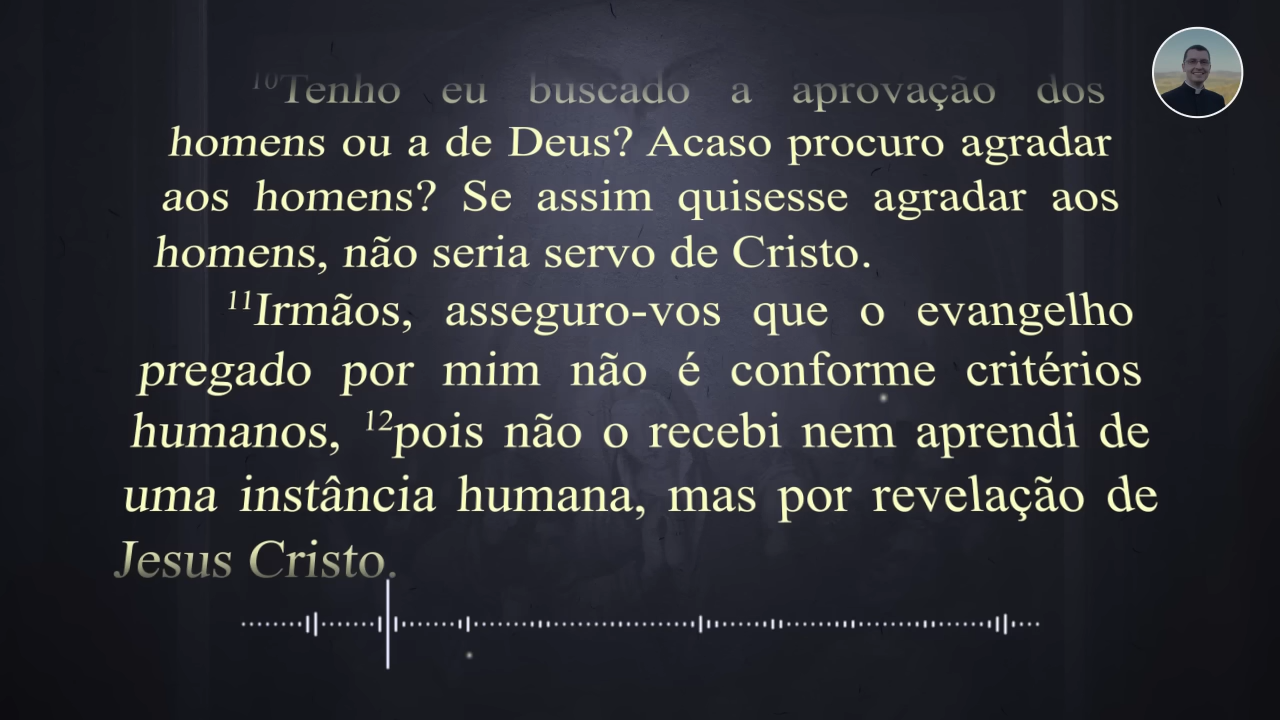 ¹⁰Tenho eu buscado a aprovação dos
homens ou a de Deus? Acaso procuro agradar
aos homens? Se assim quisesse agradar aos
homens, não seria servo de Cristo.
¹¹Irmãos, asseguro-vos que o evangelho
pregado por mim não é conforme critérios
humanos, ¹²pois não o recebi nem aprendi de
uma instância humana, mas por revelação de
Jesus Cristo.